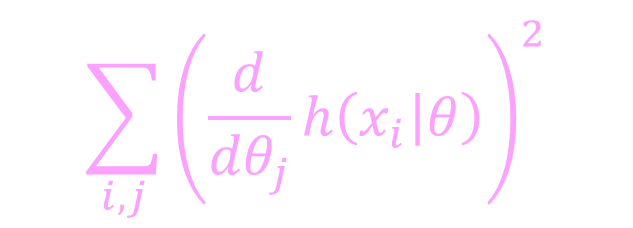 \sum_{i,j} \left( \frac{d}{d\theta_j} h(x_i|\theta) \right)^2